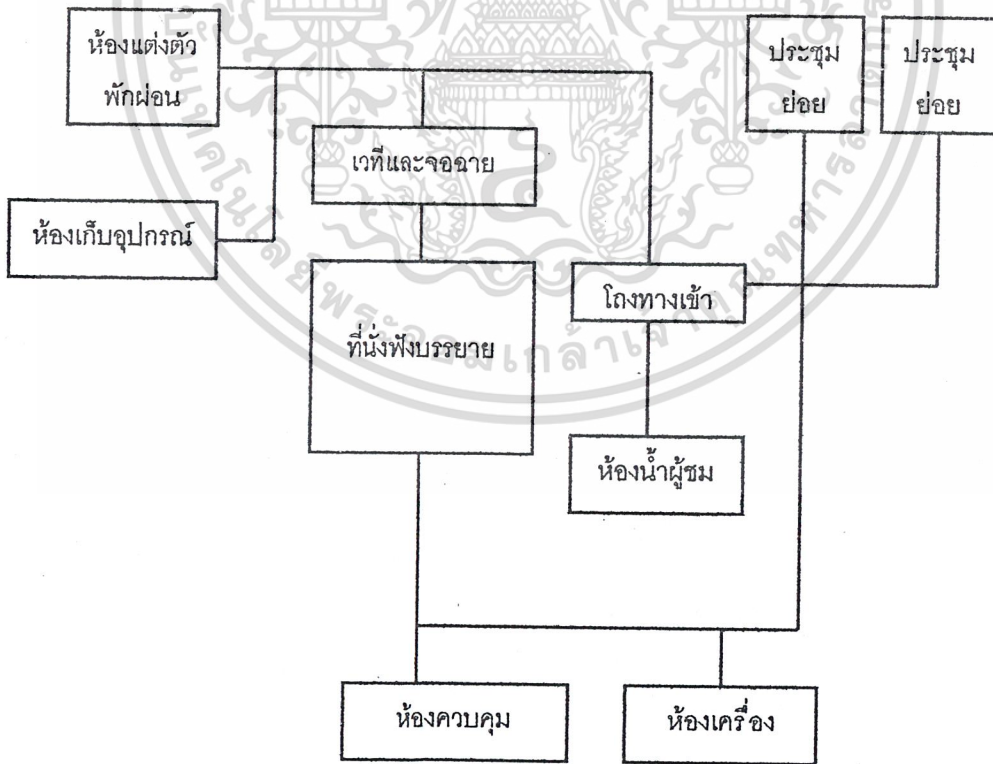 ห้องแต่งตัว
พักผ่อน
ประชุม
ย่อย
ประชุม
ย่อย
เวทีและจอฉาย
ห้องเก็บอุปกรณ์
โถงทางเข้า
ที่นั่งฟังบรรยาย
ห้องน้ำผู้ชม
ห้องควบคุม
ห้องเครื่อง